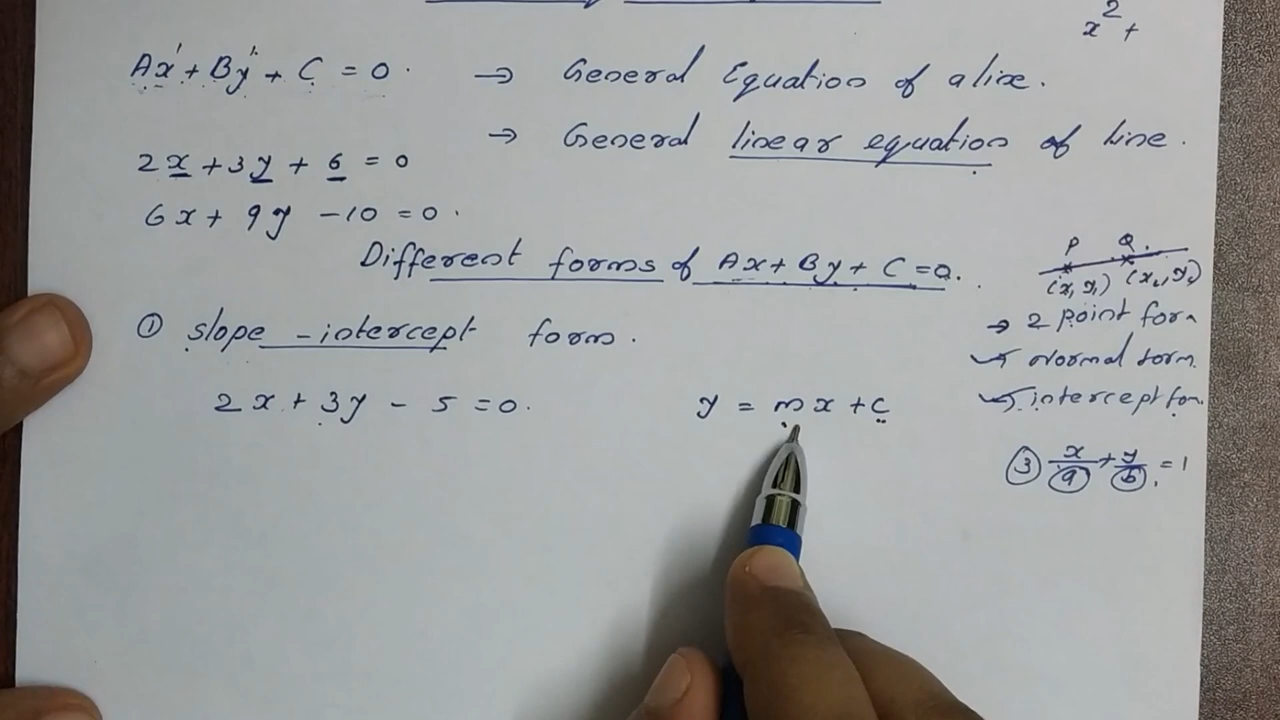 x² +
Ax¹ + By¹ + C = 0. → General Equation of a line.
→ General linear equation of line.
2x + 3y + 6 = 0
6x + 9y - 10 = 0.
Different forms of Ax + By + C = 0.
P Q.
(x₁ y₁) (x₂, y₂)
→ 2 point form
Normal form
intercept form
③ x/a + y/b = 1
① slope - intercept form.
2x + 3y - 5 = 0. y = mx + c